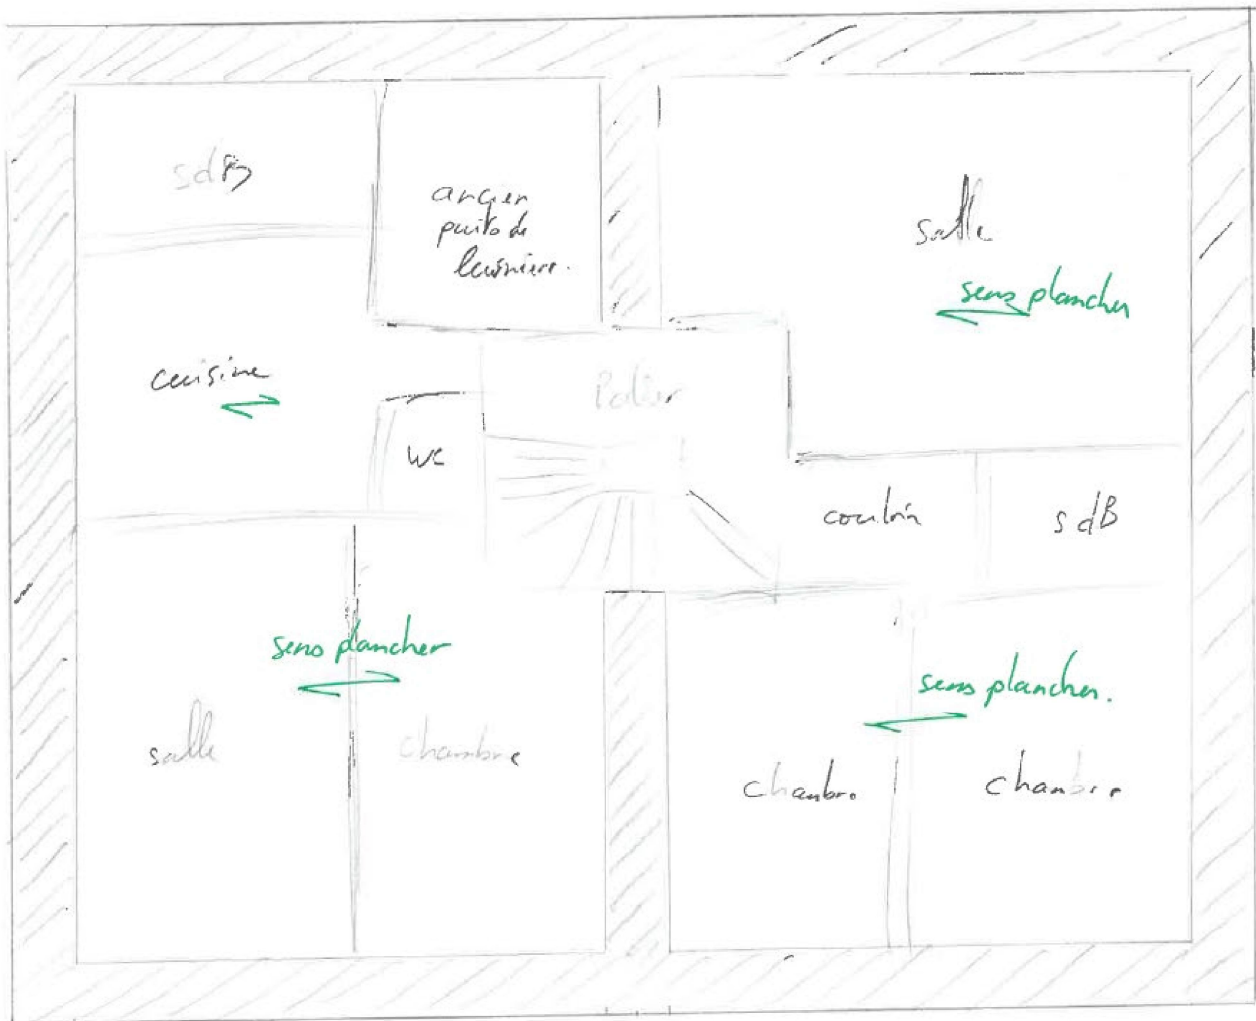 sdB
ancien
puits de
lumière.
salle
sens plancher
cuisine
Palier
WC
couloir
sdB
sens plancher
sens plancher.
salle
chambre
chambre
chambre